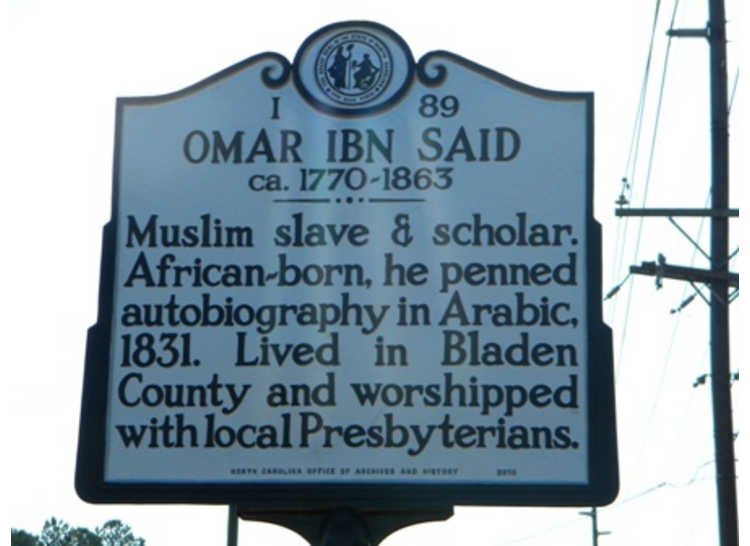 I 89
OMAR IBN SAID
ca. 1770-1863
Muslim slave & scholar.
African-born, he penned
autobiography in Arabic,
1831. Lived in Bladen
County and worshipped
with local Presbyterians.
NORTH CAROLINA OFFICE OF ARCHIVES AND HISTORY 2010